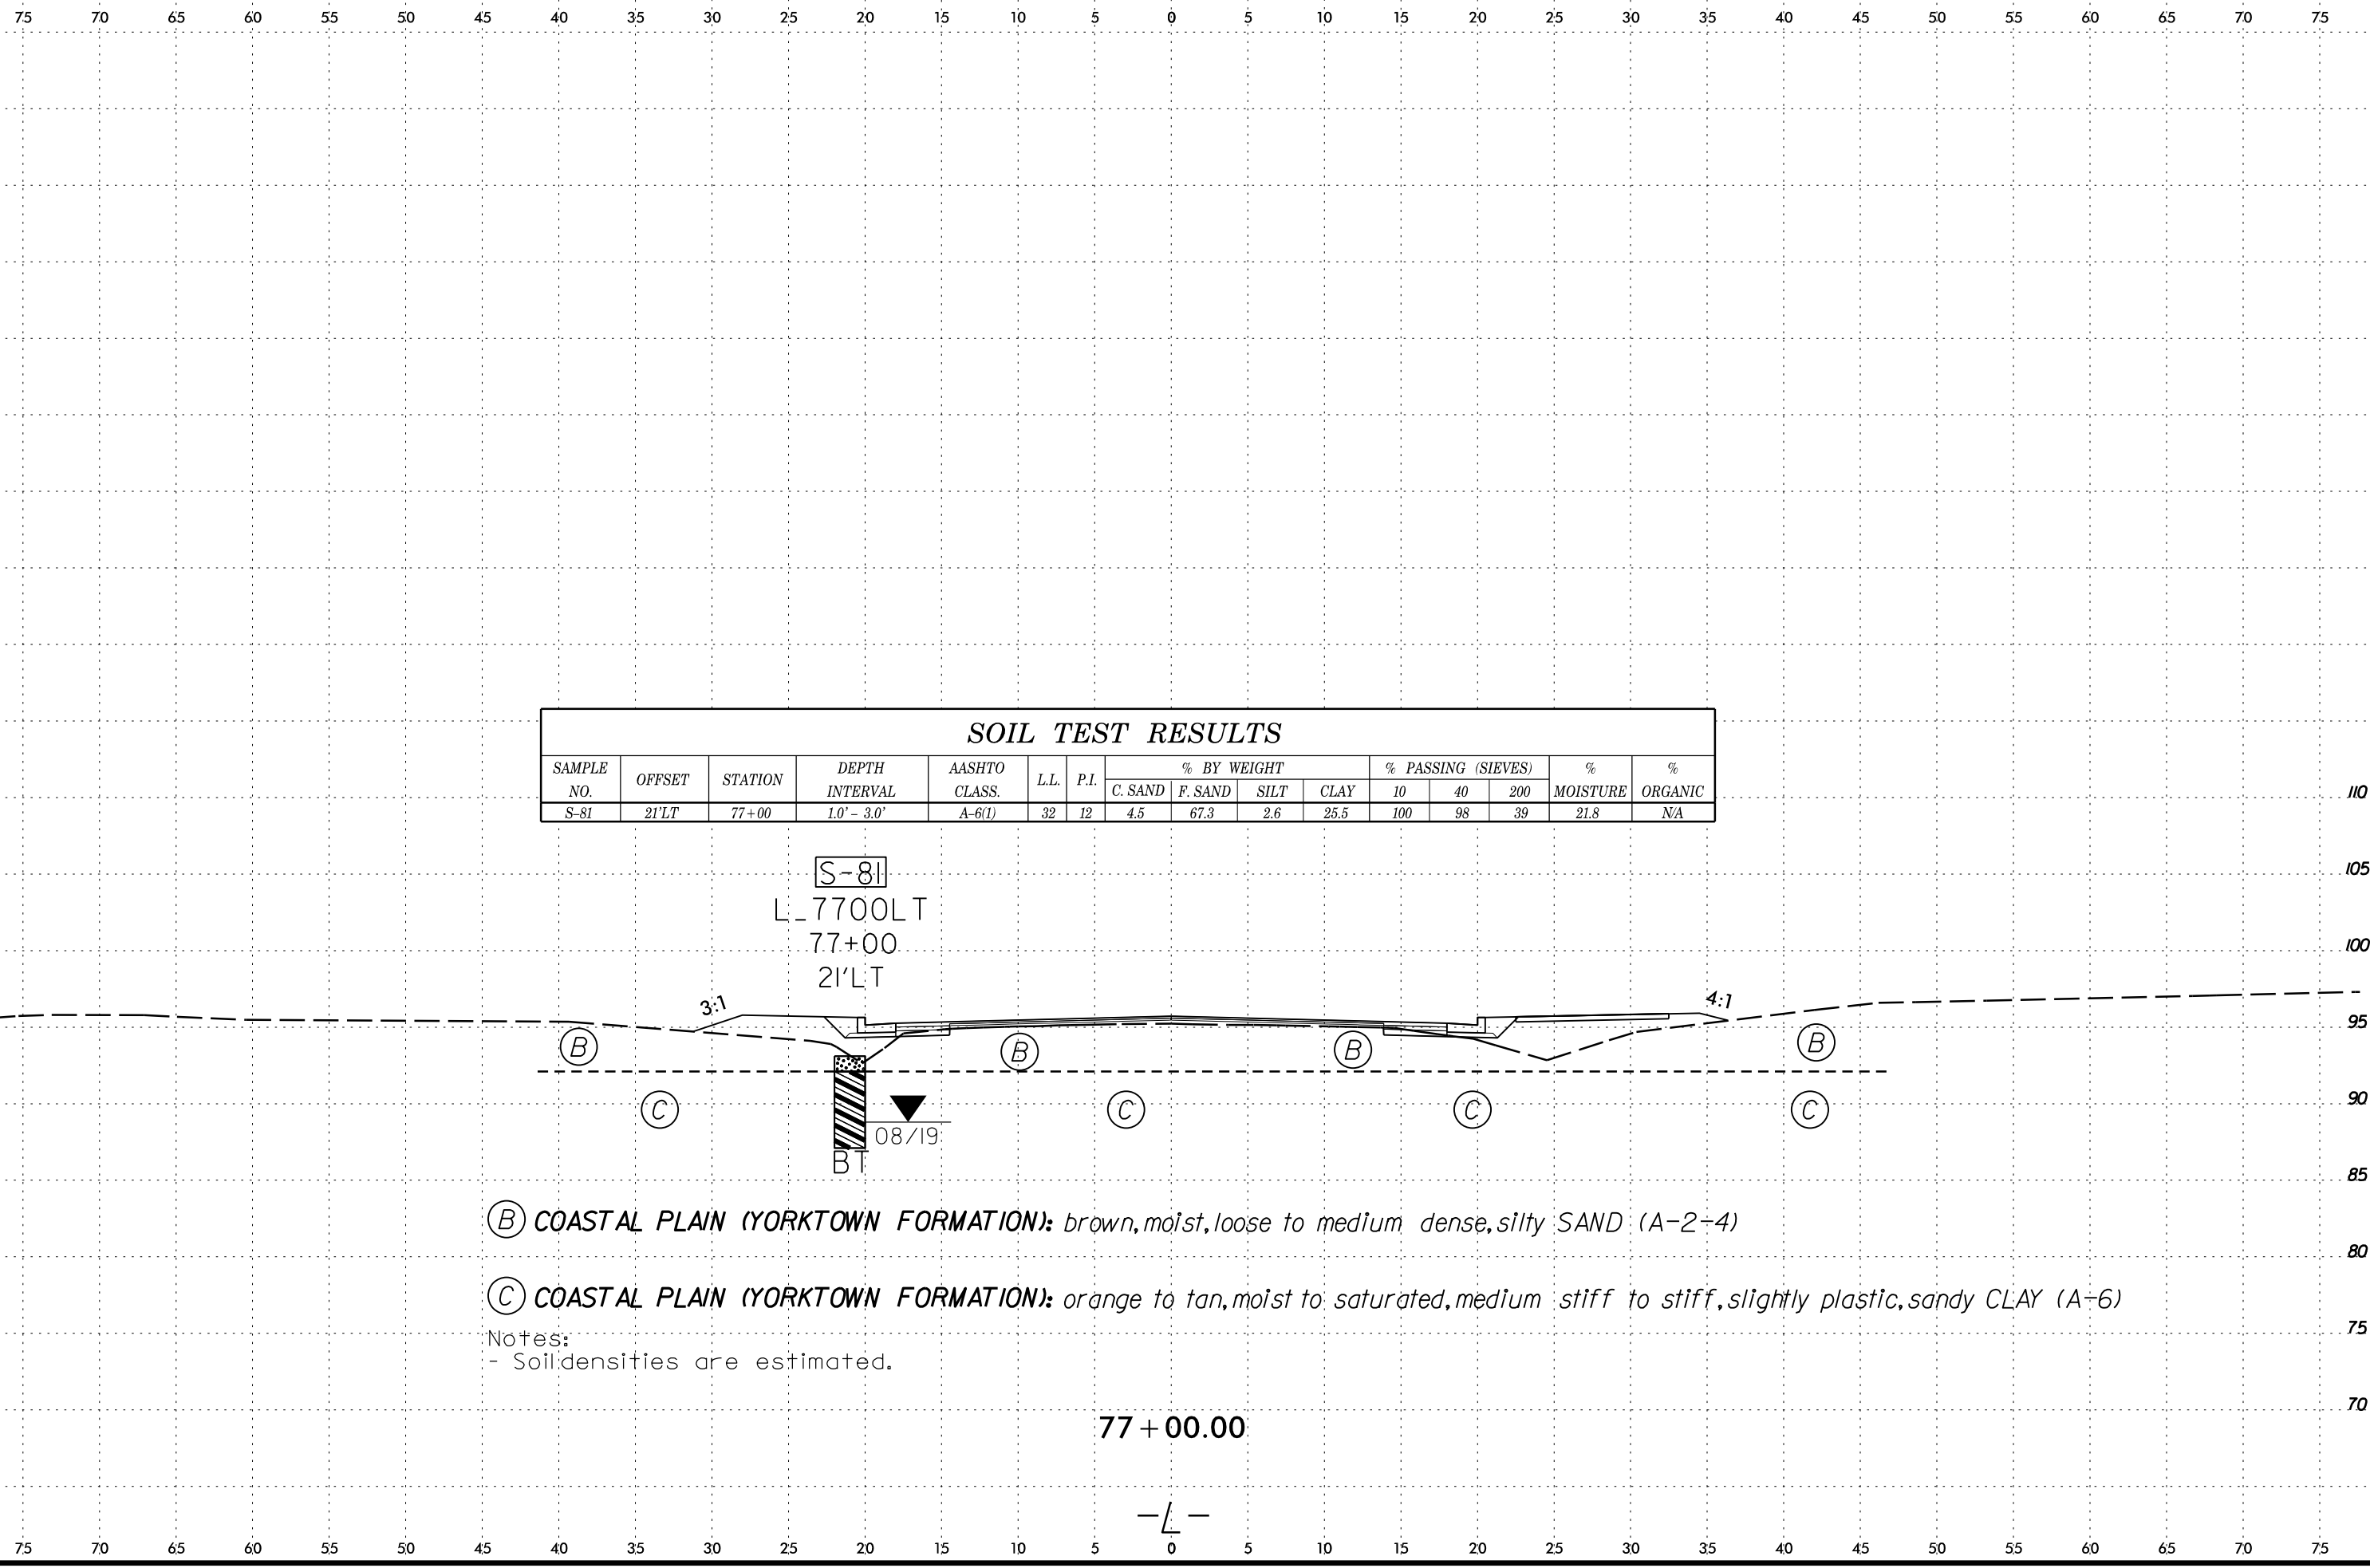 75 70 65 60 55 50 45 40 35 30 25 20 15 10 5 0 5 10 15 20 25 30 35 40 45 50 55 60 65 70 75
SOIL TEST RESULTS
SAMPLE NO. OFFSET STATION DEPTH INTERVAL AASHTO CLASS. L.L. P.I. % BY WEIGHT % PASSING (SIEVES) % MOISTURE % ORGANIC
C. SAND F. SAND SILT CLAY 10 40 200
S-81 21'LT 77+00 1.0' - 3.0' A-6(1) 32 12 4.5 67.3 2.6 25.5 100 98 39 21.8 N/A
110
S-81
105
L_7700LT
77+00
100
21'LT
3:1 4:1
95
B B B B
C C C C
90
08/19
BT
85
B COASTAL PLAIN (YORKTOWN FORMATION): brown, moist, loose to medium dense, silty SAND (A-2-4)
80
C COASTAL PLAIN (YORKTOWN FORMATION): orange to tan, moist to saturated, medium stiff to stiff, slightly plastic, sandy CLAY (A-6)
75
Notes:
- Soil densities are estimated.
70
77+00.00
-L-
75 70 65 60 55 50 45 40 35 30 25 20 15 10 5 0 5 10 15 20 25 30 35 40 45 50 55 60 65 70 75